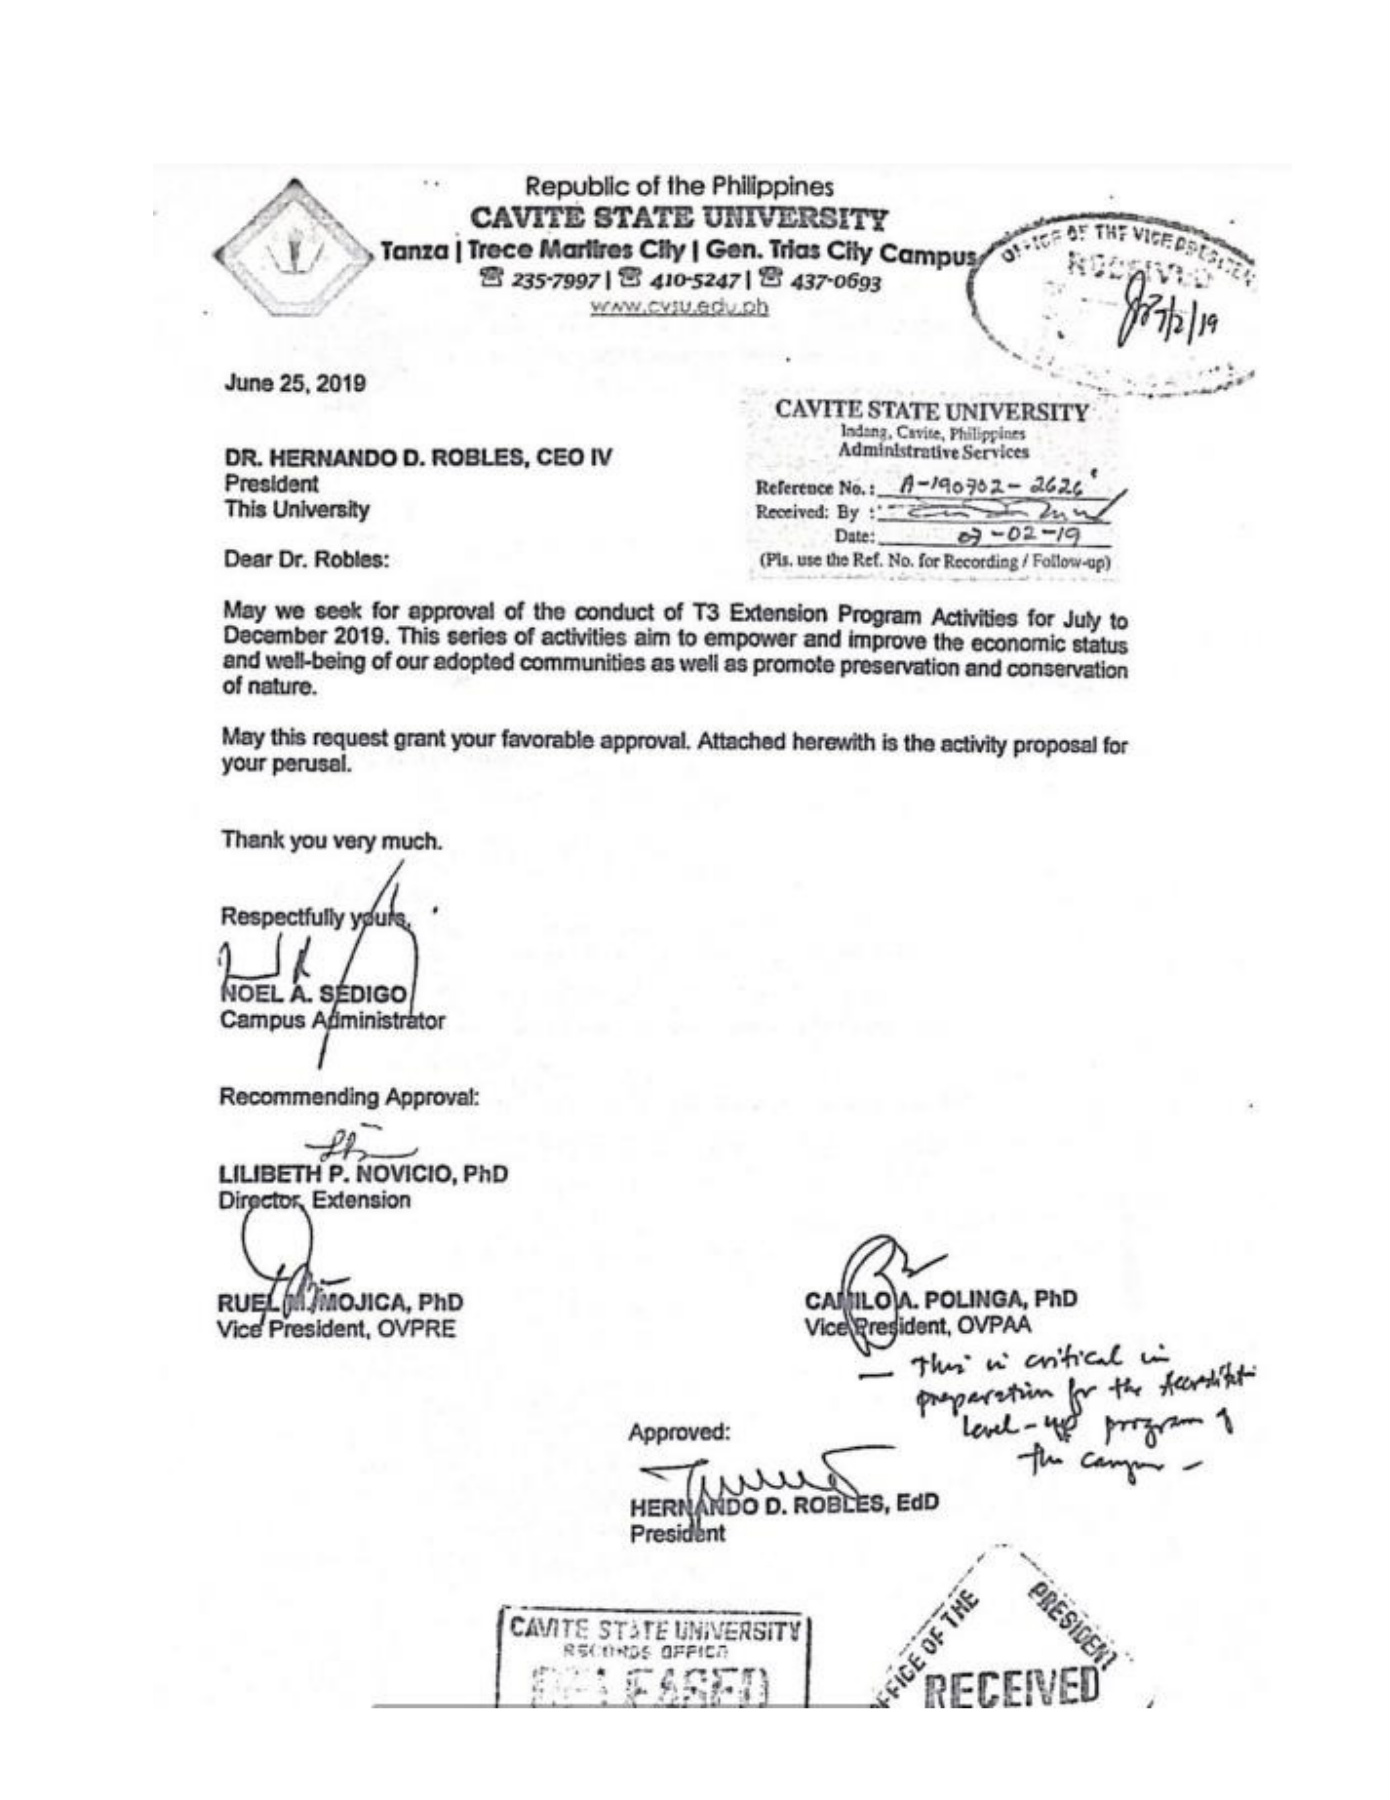 Republic of the Philippines
CAVITE STATE UNIVERSITY
Tanza | Trece Martires City | Gen. Trias City Campus
☎ 235-7997 | ☎ 410-5247 | ☎ 437-0693
www.cvsu.edu.ph
OFFICE OF THE VICE PRESIDENT
RECEIVED
7/2/19
June 25, 2019
CAVITE STATE UNIVERSITY
Indang, Cavite, Philippines
Administrative Services
Reference No.: A-190702-2626
Received: By :
Date: 07-02-19
(Pls. use the Ref. No. for Recording / Follow-up)
DR. HERNANDO D. ROBLES, CEO IV
President
This University
Dear Dr. Robles:
May we seek for approval of the conduct of T3 Extension Program Activities for July to
December 2019. This series of activities aim to empower and improve the economic status
and well-being of our adopted communities as well as promote preservation and conservation
of nature.
May this request grant your favorable approval. Attached herewith is the activity proposal for
your perusal.
Thank you very much.
Respectfully yours,
NOEL A. SEDIGO
Campus Administrator
Recommending Approval:
LILIBETH P. NOVICIO, PhD
Director, Extension
RUEL M. MOJICA, PhD
Vice President, OVPRE
CAMILO A. POLINGA, PhD
Vice President, OVPAA
— This is critical in
preparation for the
level-up program of
the campus —
Approved:
HERNANDO D. ROBLES, EdD
President
CAVITE STATE UNIVERSITY
RECORDS OFFICE
RELEASED
OFFICE OF THE PRESIDENT
RECEIVED